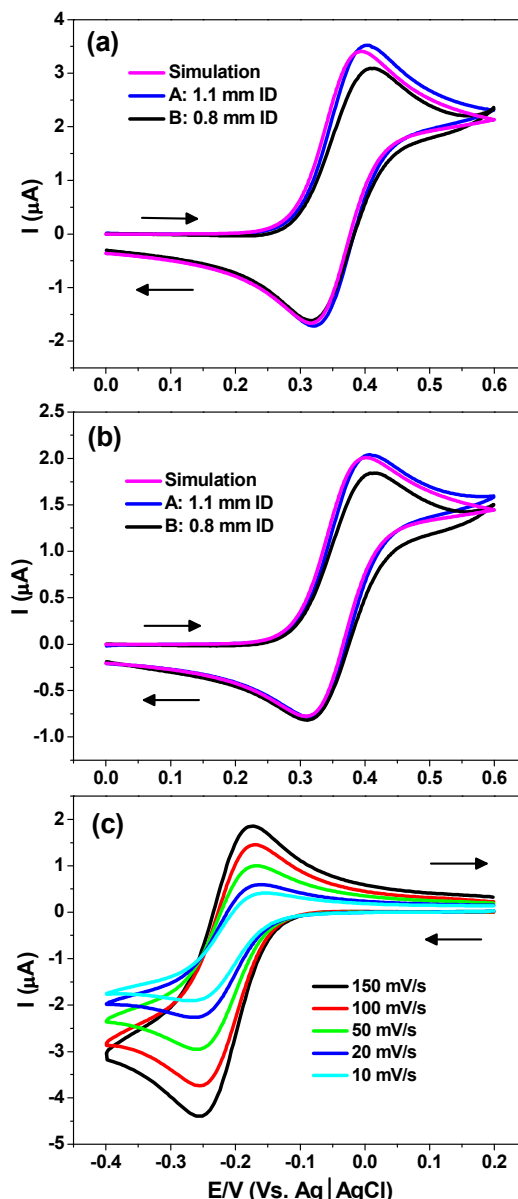 (a)
Simulation
A: 1.1 mm ID
B: 0.8 mm ID
I (μA)
4
3
2
1
0
-1
-2
0.0 0.1 0.2 0.3 0.4 0.5 0.6
(b)
Simulation
A: 1.1 mm ID
B: 0.8 mm ID
I (μA)
2.5
2.0
1.5
1.0
0.5
0.0
-0.5
-1.0
0.0 0.1 0.2 0.3 0.4 0.5 0.6
(c)
I (μA)
2
1
0
-1
-2
-3
-4
-5
150 mV/s
100 mV/s
50 mV/s
20 mV/s
10 mV/s
-0.4 -0.3 -0.2 -0.1 0.0 0.1 0.2
E/V (Vs. Ag|AgCl)